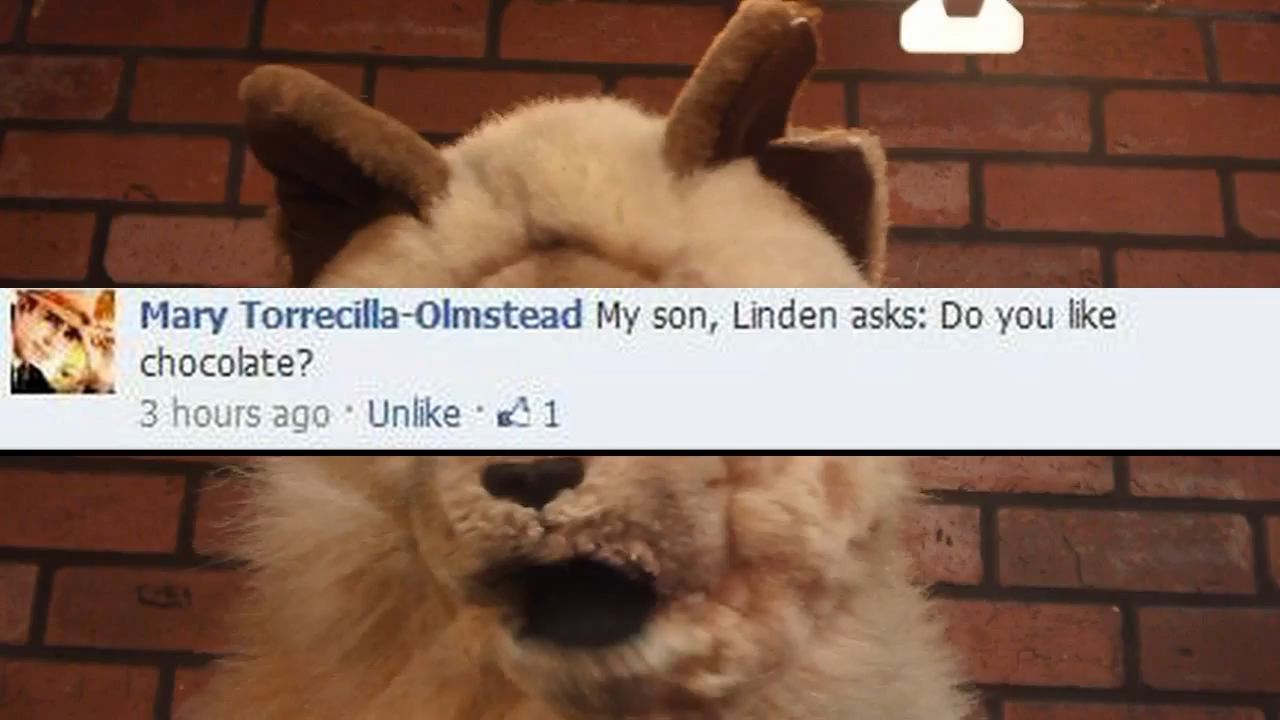 Mary Torrecilla-Olmstead My son, Linden asks: Do you like
chocolate?
3 hours ago · Unlike · 1